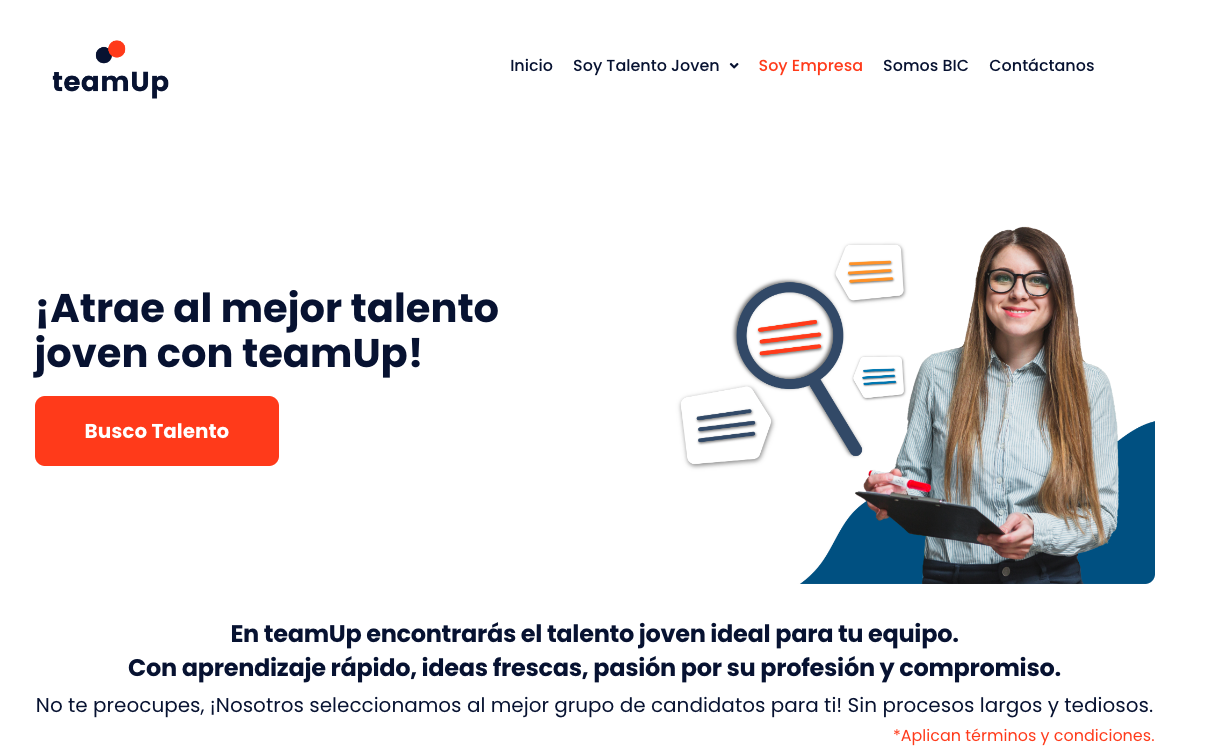 teamUp
Inicio Soy Talento Joven Soy Empresa Somos BIC Contáctanos
¡Atrae al mejor talento
joven con teamUp!
Busco Talento
En teamUp encontrarás el talento joven ideal para tu equipo.
Con aprendizaje rápido, ideas frescas, pasión por su profesión y compromiso.
No te preocupes, ¡Nosotros seleccionamos al mejor grupo de candidatos para ti! Sin procesos largos y tediosos.
*Aplican términos y condiciones.